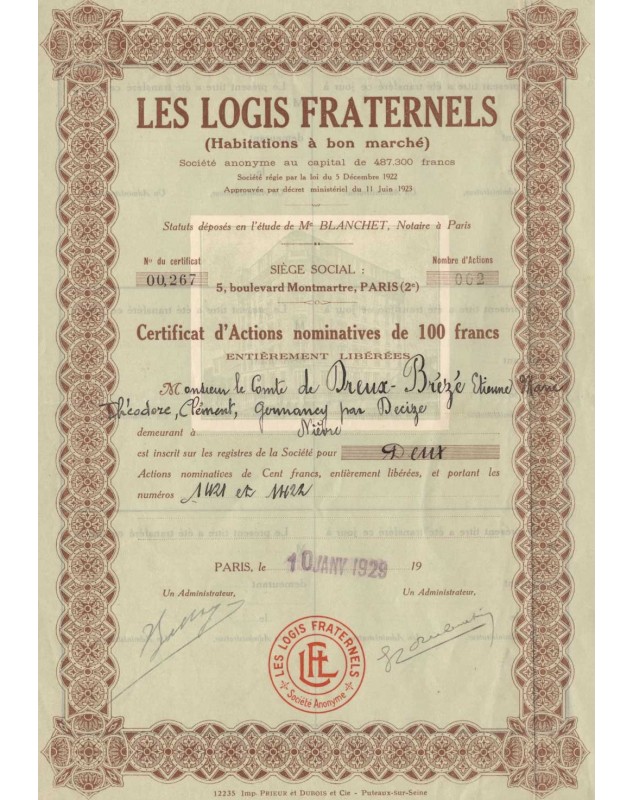 LES LOGIS FRATERNELS
(Habitations à bon marché)
Société anonyme au capital de 487.300 francs
Société régie par la loi du 5 Décembre 1922
Approuvée par décret ministériel du 11 Juin 1923
Statuts déposés en l'étude de Me BLANCHET, Notaire à Paris
No du certificat
00,267
Nombre d'Actions
002
SIÈGE SOCIAL :
5, boulevard Montmartre, PARIS (2e)
Certificat d'Actions nominatives de 100 francs
ENTIÈREMENT LIBÉRÉES
Monsieur le Comte de Dreux-Brézé Etienne Marie
Théodore, Clément, Germancy par Decize
demeurant à Nièvre
est inscrit sur les registres de la Société pour Deux
Actions nominatives de Cent francs, entièrement libérées, et portant les
numéros 1421 et 1422
PARIS, le 10 JANV 1929 19
Un Administrateur,
Un Administrateur,
LES LOGIS FRATERNELS
LFL
Société Anonyme
12235 Imp. PRIEUR et DUBOIS et Cie - Puteaux-sur-Seine